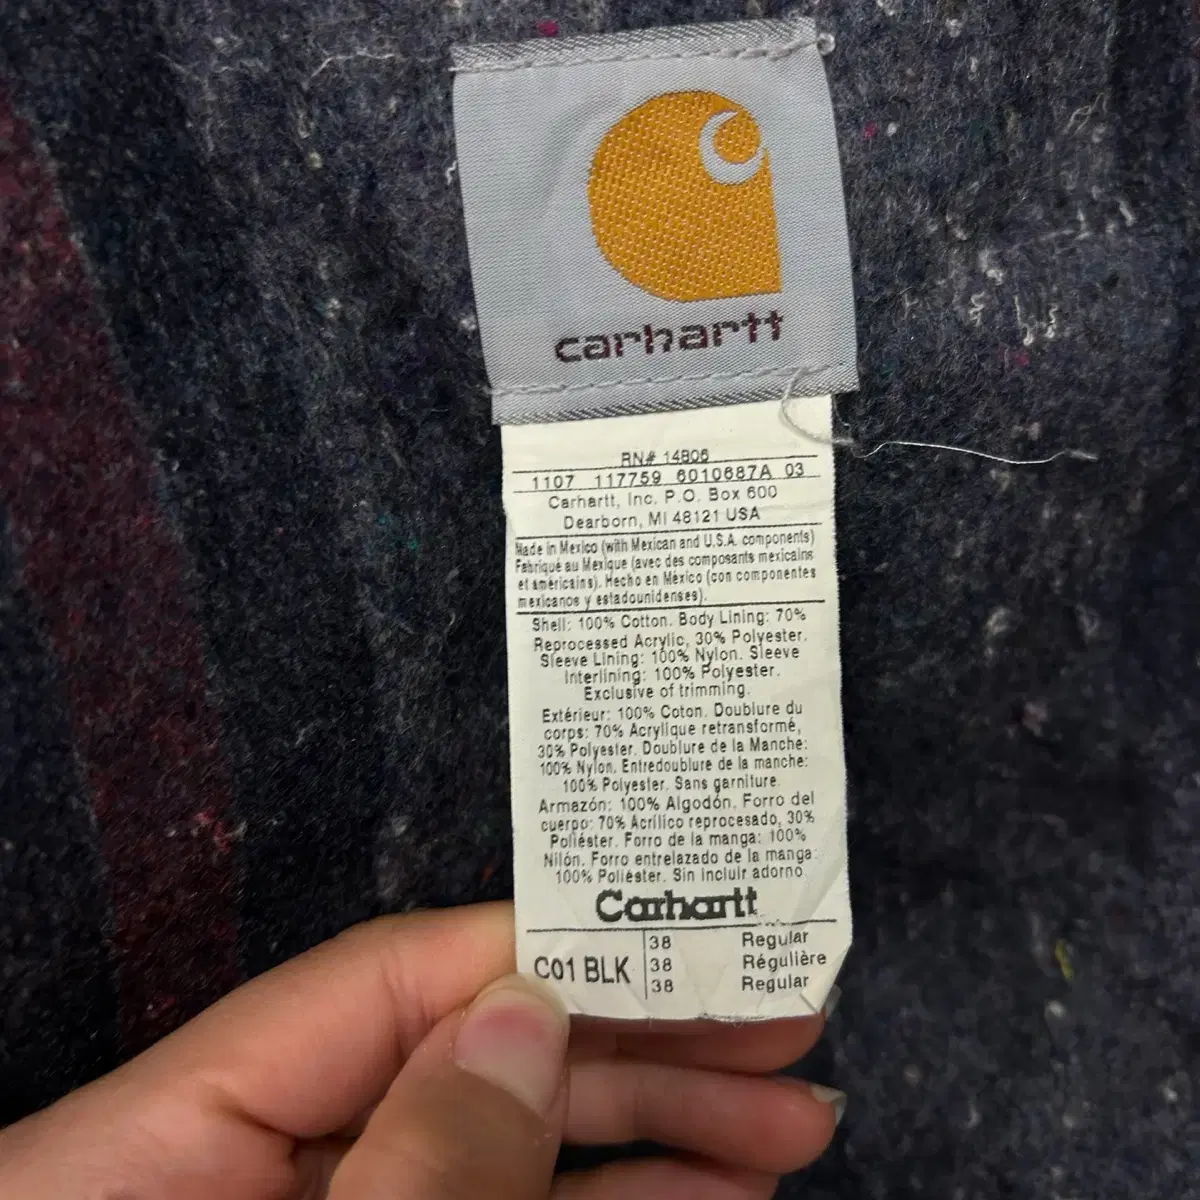 carhartt
RN# 14806
1107 117759 6010687A 03
Carhartt, Inc. P.O. Box 600
Dearborn, MI 48121 USA
Made in Mexico (with Mexican and U.S.A. components)
Fabriqué au Mexique (avec des composants mexicains
et américains). Hecho en México (con componentes
mexicanos y estadounidenses).
Shell: 100% Cotton. Body Lining: 70%
Reprocessed Acrylic, 30% Polyester.
Sleeve Lining: 100% Nylon. Sleeve
Interlining: 100% Polyester.
Exclusive of trimming.
Extérieur: 100% Coton. Doublure du
corps: 70% Acrylique retransformé,
30% Polyester. Doublure de la Manche:
100% Nylon. Entredoublure de la manche:
100% Polyester. Sans garniture.
Armazón: 100% Algodón. Forro del
cuerpo: 70% Acrílico reprocesado, 30%
Poliéster. Forro de la manga: 100%
Nilón. Forro entrelazado de la manga:
100% Poliéster. Sin incluir adorno
Carhartt
C01 BLK
38 Regular
38 Régulière
38 Regular